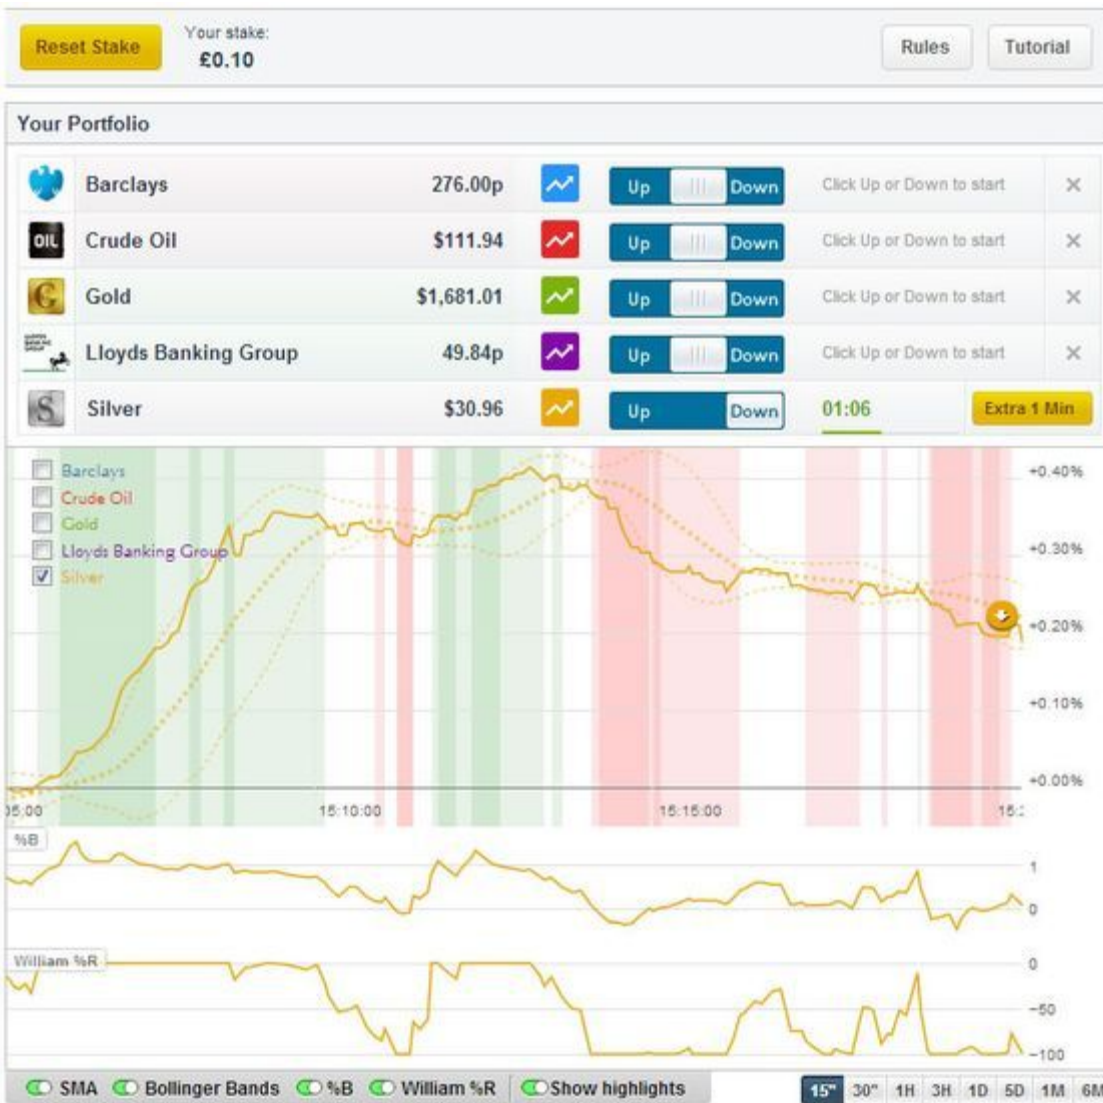 Reset Stake Your stake: £0.10 Rules Tutorial
Your Portfolio
Barclays 276.00p Up Down Click Up or Down to start ×
OIL Crude Oil $111.94 Up Down Click Up or Down to start ×
G Gold $1,681.01 Up Down Click Up or Down to start ×
Lloyds Banking Group 49.84p Up Down Click Up or Down to start ×
S Silver $30.96 Up Down 01:06 Extra 1 Min
Barclays
Crude Oil
Gold
Lloyds Banking Group
Silver
+0.40%
+0.30%
+0.20%
+0.10%
+0.00%
05:00 15:10:00 15:15:00 15:
%B
1
0
William %R
0
-50
-100
SMA Bollinger Bands %B William %R Show highlights 15" 30" 1H 3H 1D 5D 1M 6M